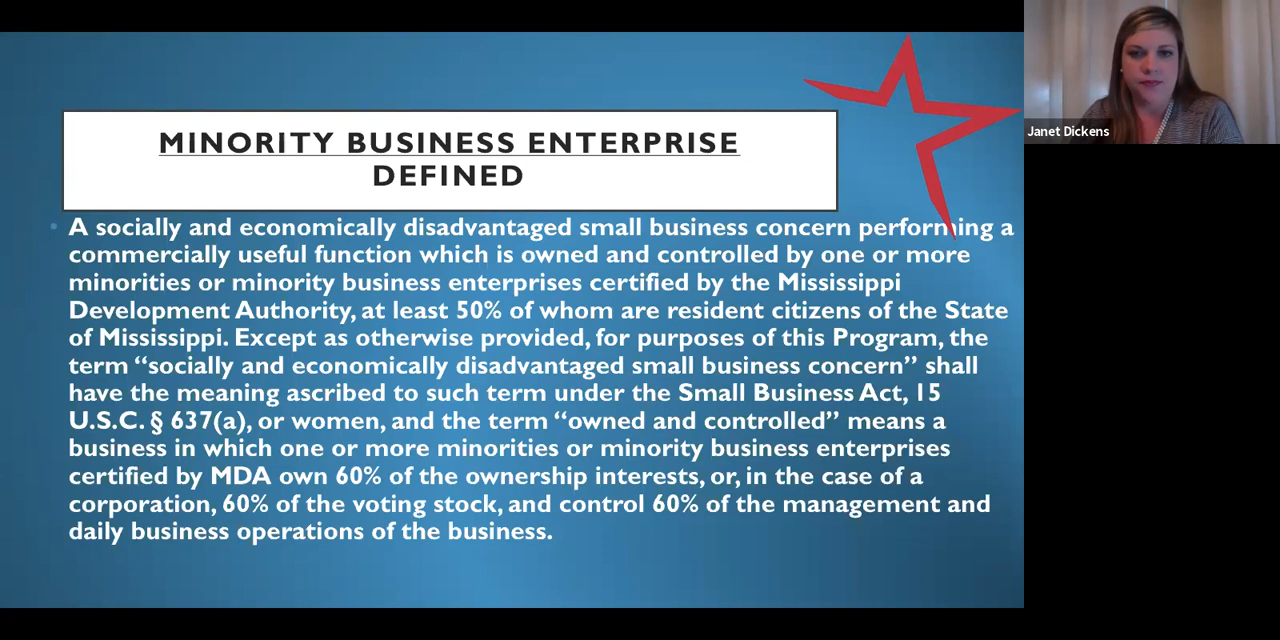 MINORITY BUSINESS ENTERPRISE
DEFINED
Janet Dickens
• A socially and economically disadvantaged small business concern performing a
commercially useful function which is owned and controlled by one or more
minorities or minority business enterprises certified by the Mississippi
Development Authority, at least 50% of whom are resident citizens of the State
of Mississippi. Except as otherwise provided, for purposes of this Program, the
term “socially and economically disadvantaged small business concern” shall
have the meaning ascribed to such term under the Small Business Act, 15
U.S.C. § 637(a), or women, and the term “owned and controlled” means a
business in which one or more minorities or minority business enterprises
certified by MDA own 60% of the ownership interests, or, in the case of a
corporation, 60% of the voting stock, and control 60% of the management and
daily business operations of the business.